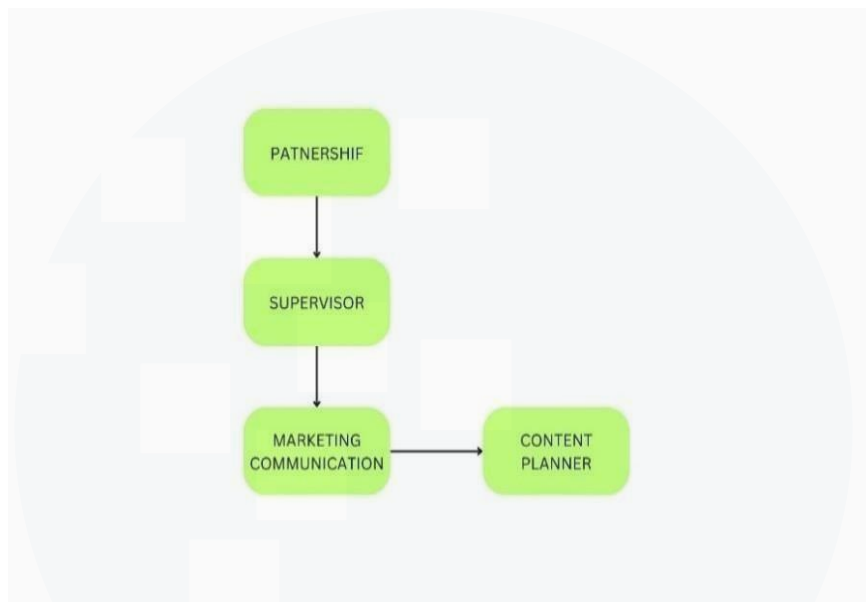 PATNERSHIF
SUPERVISOR
MARKETING
COMMUNICATION
CONTENT
PLANNER